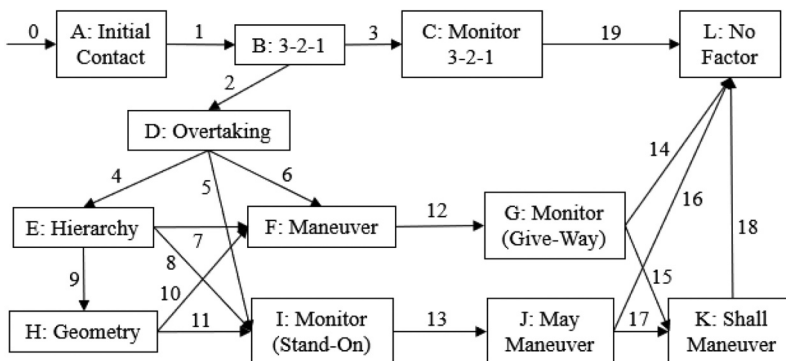 0
A: Initial
Contact
1
B: 3-2-1
3
C: Monitor
3-2-1
19
L: No
Factor
2
D: Overtaking
4
5
6
14
16
E: Hierarchy
7
F: Maneuver
12
G: Monitor
(Give-Way)
18
8
9
10
15
H: Geometry
11
I: Monitor
(Stand-On)
13
J: May
Maneuver
17
K: Shall
Maneuver